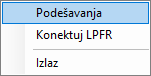 Podešavanja
Konektuj LPFR
Izlaz